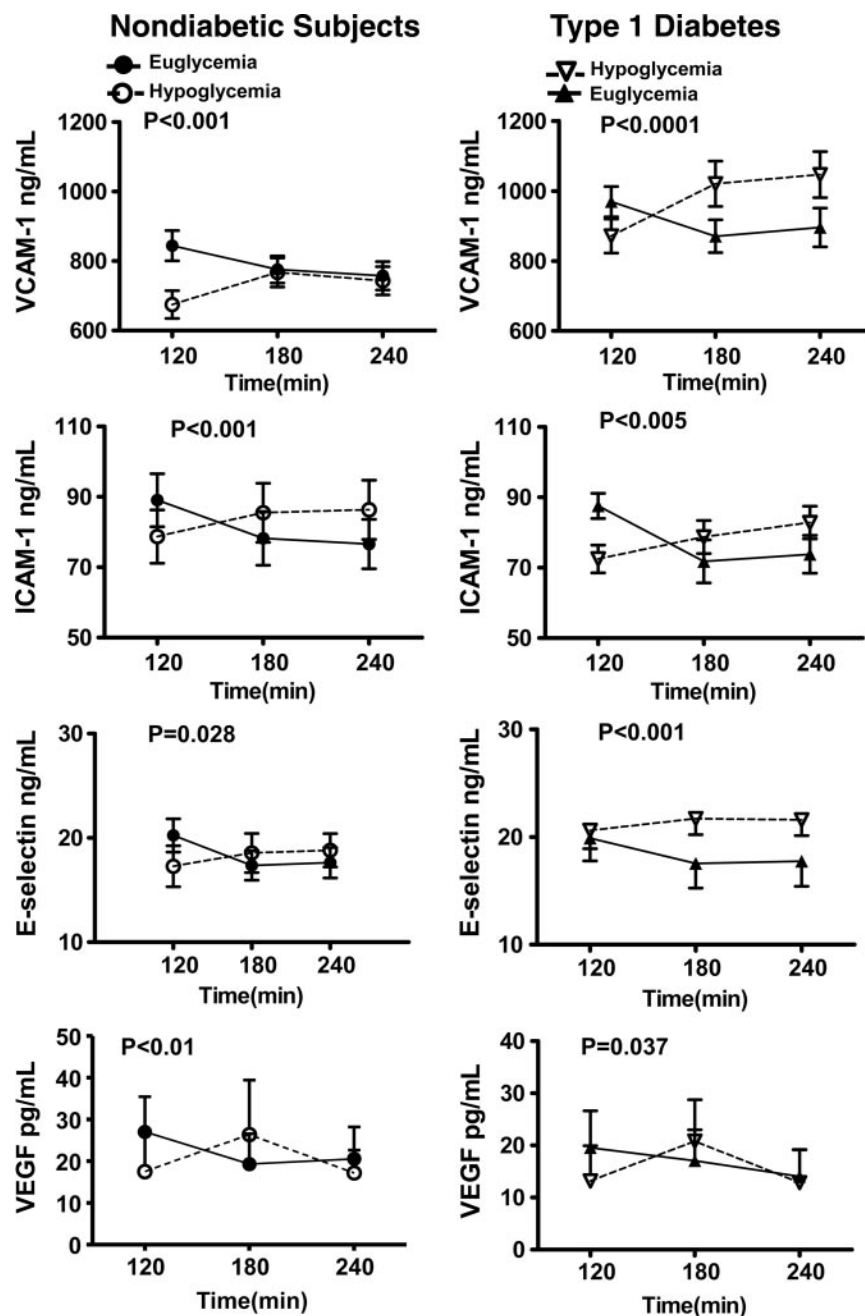 Nondiabetic Subjects
Euglycemia
Hypoglycemia
P<0.001
VCAM-1 ng/mL
1200
1000
800
600
120 180 240
Time(min)
Type 1 Diabetes
Hypoglycemia
Euglycemia
P<0.0001
VCAM-1 ng/mL
1200
1000
800
600
120 180 240
Time(min)
P<0.001
ICAM-1 ng/mL
110
90
70
50
120 180 240
Time(min)
P<0.005
ICAM-1 ng/mL
110
90
70
50
120 180 240
Time(min)
P=0.028
E-selectin ng/mL
30
20
10
120 180 240
Time(min)
P<0.001
E-selectin ng/mL
30
20
10
120 180 240
Time(min)
P<0.01
VEGF pg/mL
50
40
30
20
10
0
120 180 240
Time(min)
P=0.037
VEGF pg/mL
40
30
20
10
0
120 180 240
Time(min)